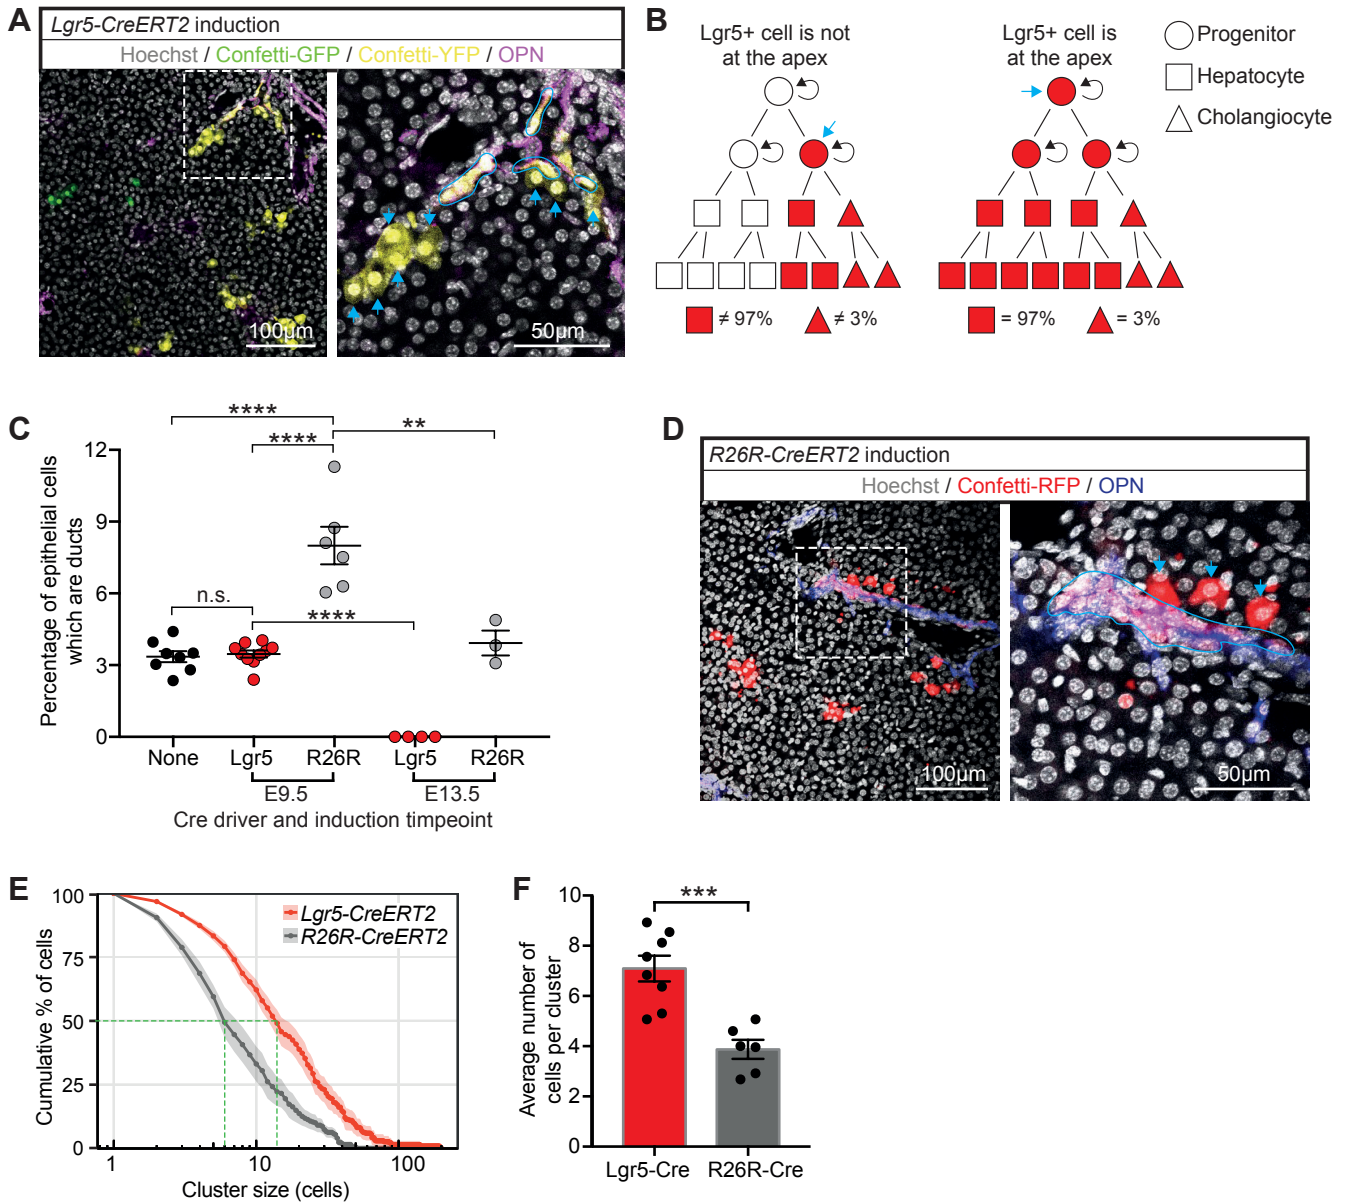 A
Lgr5-CreERT2 induction
Hoechst / Confetti-GFP / Confetti-YFP / OPN
100µm
50µm
B
Lgr5+ cell is not
at the apex
Lgr5+ cell is
at the apex
Progenitor
Hepatocyte
Cholangiocyte
≠ 97%
≠ 3%
= 97%
= 3%
C
Percentage of epithelial cells
which are ducts
12
9
6
3
0
****
****
**
n.s.
****
None
Lgr5
R26R
Lgr5
R26R
E9.5
E13.5
Cre driver and induction timpeoint
D
R26R-CreERT2 induction
Hoechst / Confetti-RFP / OPN
100µm
50µm
E
Cumulative % of cells
100
75
50
25
0
Lgr5-CreERT2
R26R-CreERT2
1
10
100
Cluster size (cells)
F
Average number of
cells per cluster
10
8
6
4
2
0
***
Lgr5-Cre
R26R-Cre